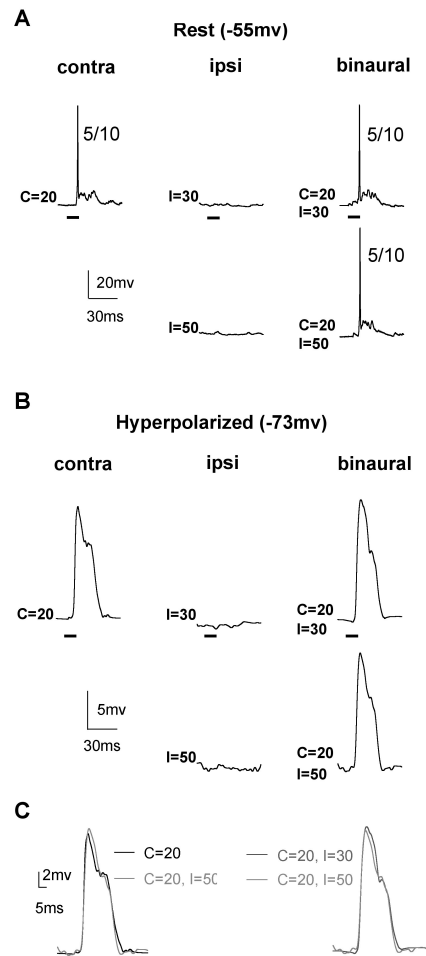 A
Rest (-55mv)
contra ipsi binaural
5/10 5/10
C=20 I=30 C=20
I=30
5/10
20mv
30ms
I=50 C=20
I=50
B
Hyperpolarized (-73mv)
contra ipsi binaural
C=20 I=30 C=20
I=30
5mv
30ms
I=50 C=20
I=50
C
C=20 C=20, I=30
2mv C=20, I=50 C=20, I=50
5ms